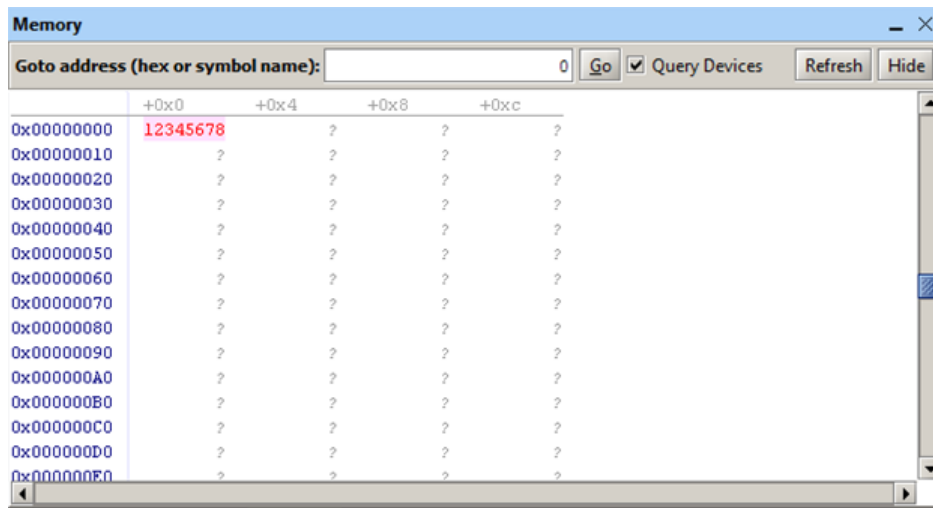 Memory
Goto address (hex or symbol name): 0 Go Query Devices Refresh Hide
+0x0 +0x4 +0x8 +0xc
0x00000000 12345678 ? ? ?
0x00000010 ? ? ? ?
0x00000020 ? ? ? ?
0x00000030 ? ? ? ?
0x00000040 ? ? ? ?
0x00000050 ? ? ? ?
0x00000060 ? ? ? ?
0x00000070 ? ? ? ?
0x00000080 ? ? ? ?
0x00000090 ? ? ? ?
0x000000A0 ? ? ? ?
0x000000B0 ? ? ? ?
0x000000C0 ? ? ? ?
0x000000D0 ? ? ? ?
0x000000E0 ? ? ? ?